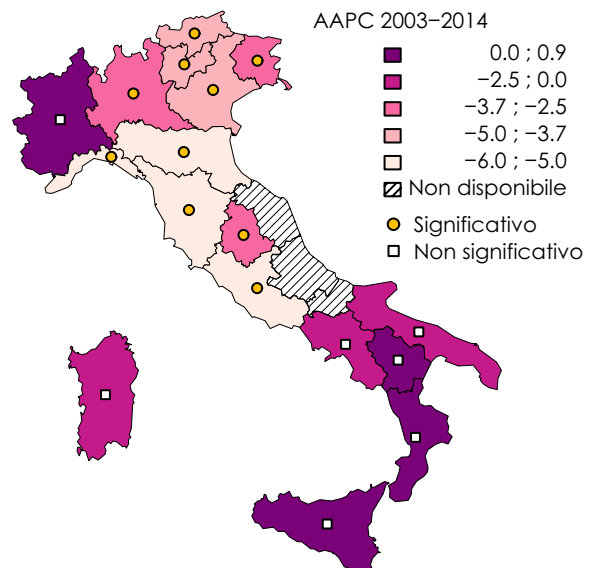 AAPC 2003−2014
0.0 ; 0.9
−2.5 ; 0.0
−3.7 ; −2.5
−5.0 ; −3.7
−6.0 ; −5.0
Non disponibile
Significativo
Non significativo